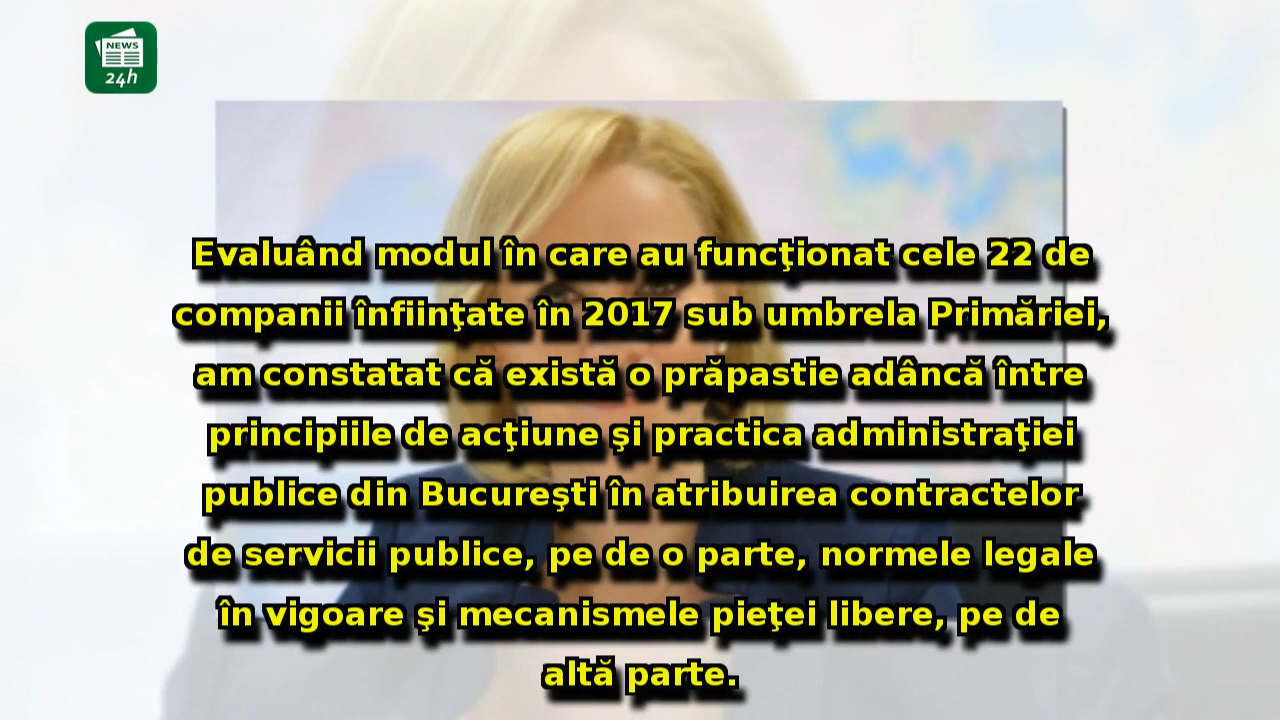 NEWS
24h
Evaluând modul în care au funcţionat cele 22 de
companii înfiinţate în 2017 sub umbrela Primăriei,
am constatat că există o prăpastie adâncă între
principiile de acţiune şi practica administraţiei
publice din Bucureşti în atribuirea contractelor
de servicii publice, pe de o parte, normele legale
în vigoare şi mecanismele pieţei libere, pe de
altă parte.